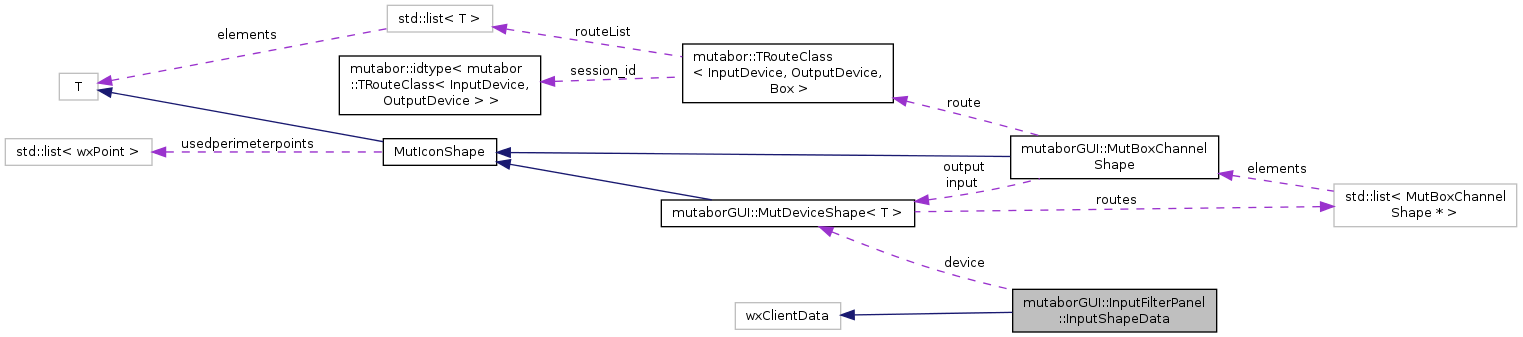 std::list< T >
elements
routeList
mutabor::TRouteClass
< InputDevice, OutputDevice,
Box >
mutabor::idtype< mutabor
::TRouteClass< InputDevice,
OutputDevice > >
session_id
T
route
std::list< wxPoint >
usedperimeterpoints
MutIconShape
mutaborGUI::MutBoxChannel
Shape
output
input
elements
mutaborGUI::MutDeviceShape< T >
routes
std::list< MutBoxChannel
Shape * >
device
wxClientData
mutaborGUI::InputFilterPanel
::InputShapeData